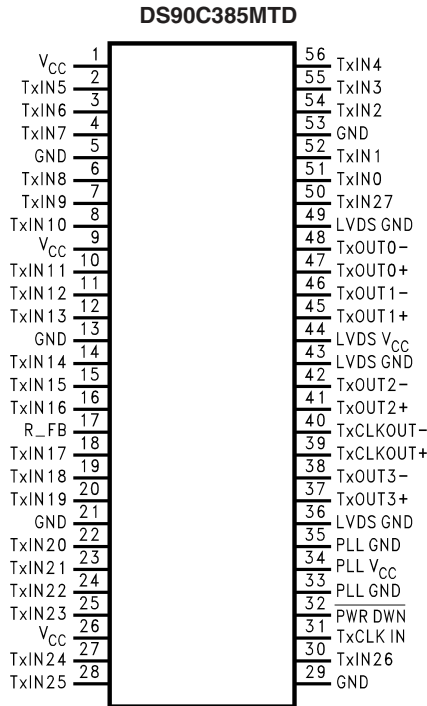 DS90C385MTD
VCC 1 56 TxIN4
TxIN5 2 55 TxIN3
TxIN6 3 54 TxIN2
TxIN7 4 53 GND
GND 5 52 TxIN1
TxIN8 6 51 TxIN0
TxIN9 7 50 TxIN27
TxIN10 8 49 LVDS GND
VCC 9 48 TxOUT0-
TxIN11 10 47 TxOUT0+
TxIN12 11 46 TxOUT1-
TxIN13 12 45 TxOUT1+
GND 13 44 LVDS VCC
TxIN14 14 43 LVDS GND
TxIN15 15 42 TxOUT2-
TxIN16 16 41 TxOUT2+
R_FB 17 40 TxCLKOUT-
TxIN17 18 39 TxCLKOUT+
TxIN18 19 38 TxOUT3-
TxIN19 20 37 TxOUT3+
GND 21 36 LVDS GND
TxIN20 22 35 PLL GND
TxIN21 23 34 PLL VCC
TxIN22 24 33 PLL GND
TxIN23 25 32 PWR DWN
VCC 26 31 TxCLK IN
TxIN24 27 30 TxIN26
TxIN25 28 29 GND